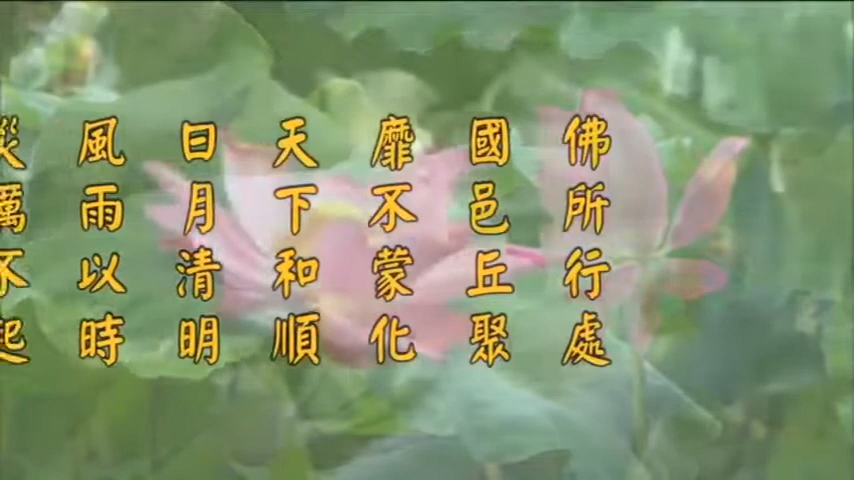 佛所行處
國邑丘聚
靡不蒙化
天下和順
日月清明
風雨以時
災厲不起